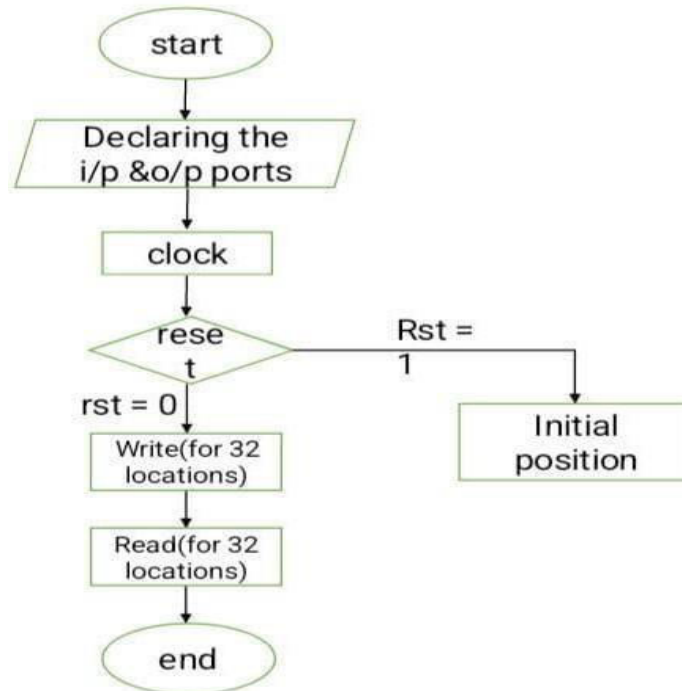 start
Declaring the
i/p &o/p ports
clock
rese
t
Rst =
1
rst = 0
Initial
position
Write(for 32
locations)
Read(for 32
locations)
end